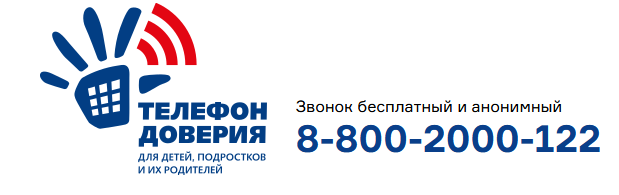 ТЕЛЕФОН
ДОВЕРИЯ
ДЛЯ ДЕТЕЙ, ПОДРОСТКОВ
И ИХ РОДИТЕЛЕЙ
Звонок бесплатный и анонимный
8-800-2000-122